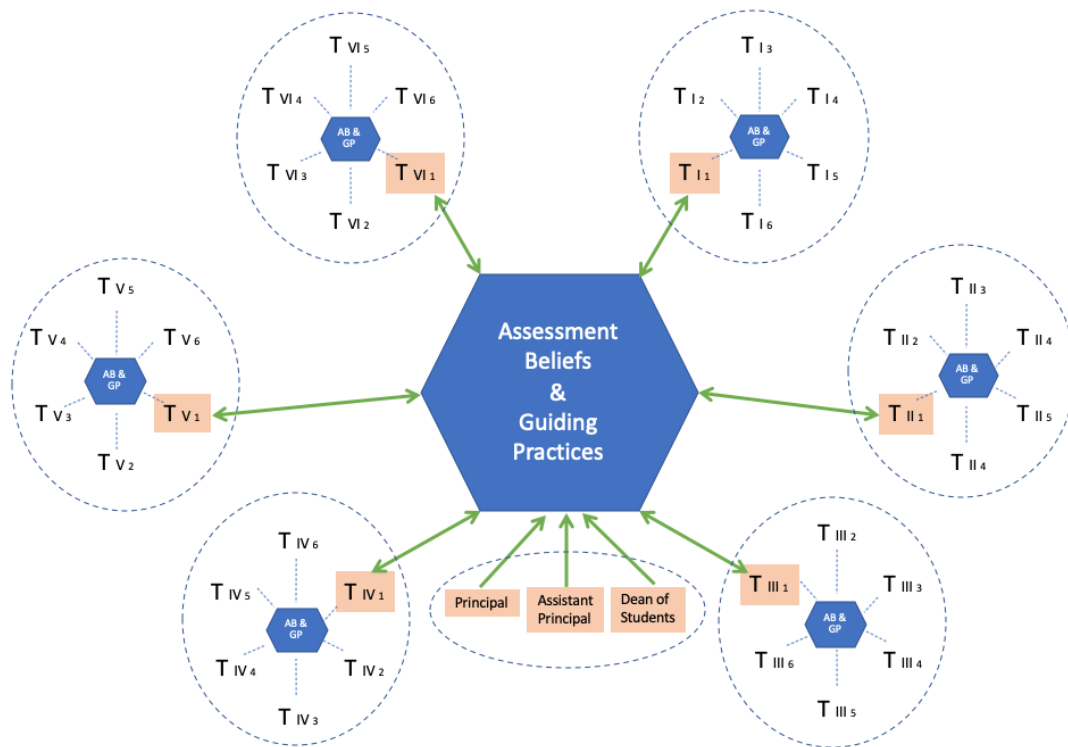 T VI 5
T VI 4
T VI 6
AB &
GP
T VI 3
T VI 1
T VI 2
T I 3
T I 2
T I 4
AB &
GP
T I 1
T I 5
T I 6
T V 5
T V 4
T V 6
AB &
GP
T V 3
T V 1
T V 2
Assessment
Beliefs
&
Guiding
Practices
T II 3
T II 2
T II 4
AB &
GP
T II 1
T II 5
T II 4
T IV 6
T IV 5
T IV 1
AB &
GP
T IV 4
T IV 2
T IV 3
Principal
Assistant
Principal
Dean of
Students
T III 2
T III 1
T III 3
AB &
GP
T III 6
T III 4
T III 5